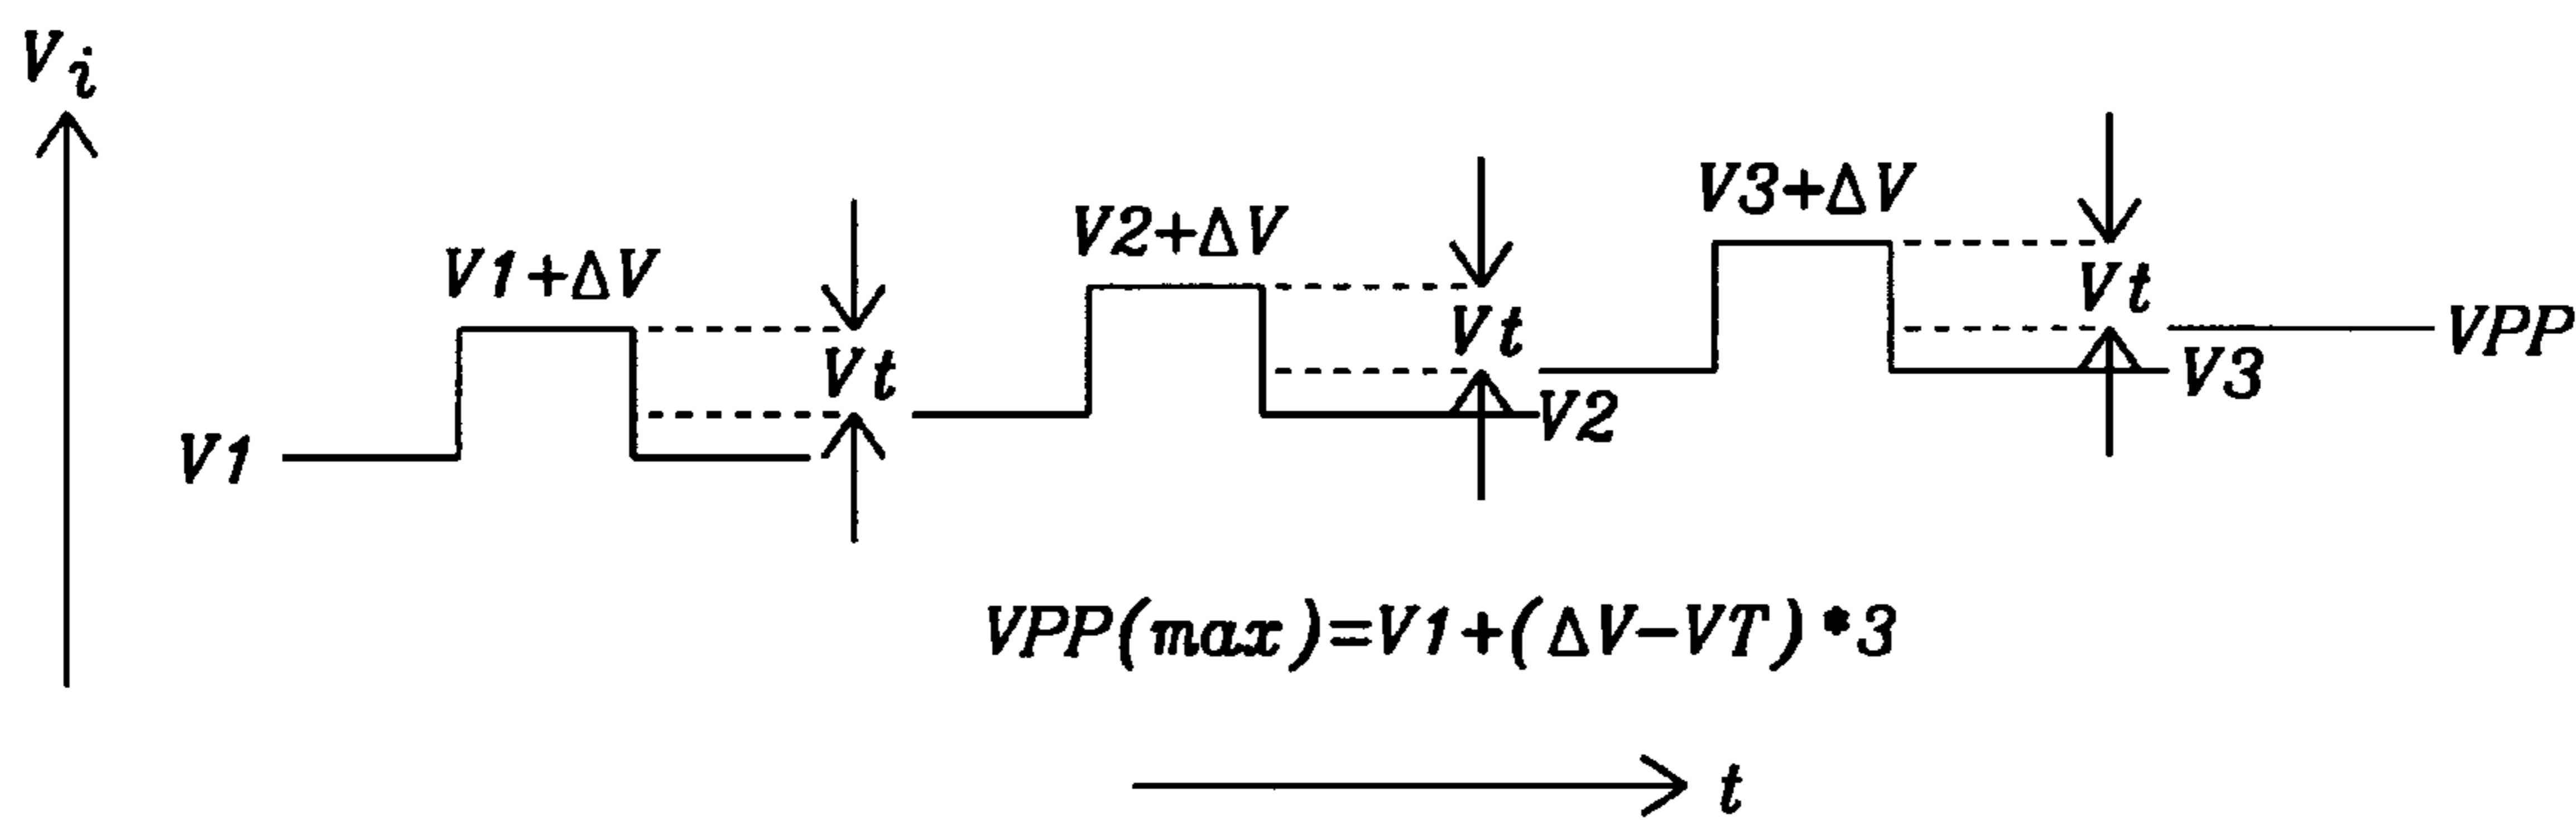 Vi
V1+ΔV
V2+ΔV
V3+ΔV
Vt
Vt
Vt
VPP
V1
V2
V3
VPP(max)=V1+(ΔV-VT)*3
t